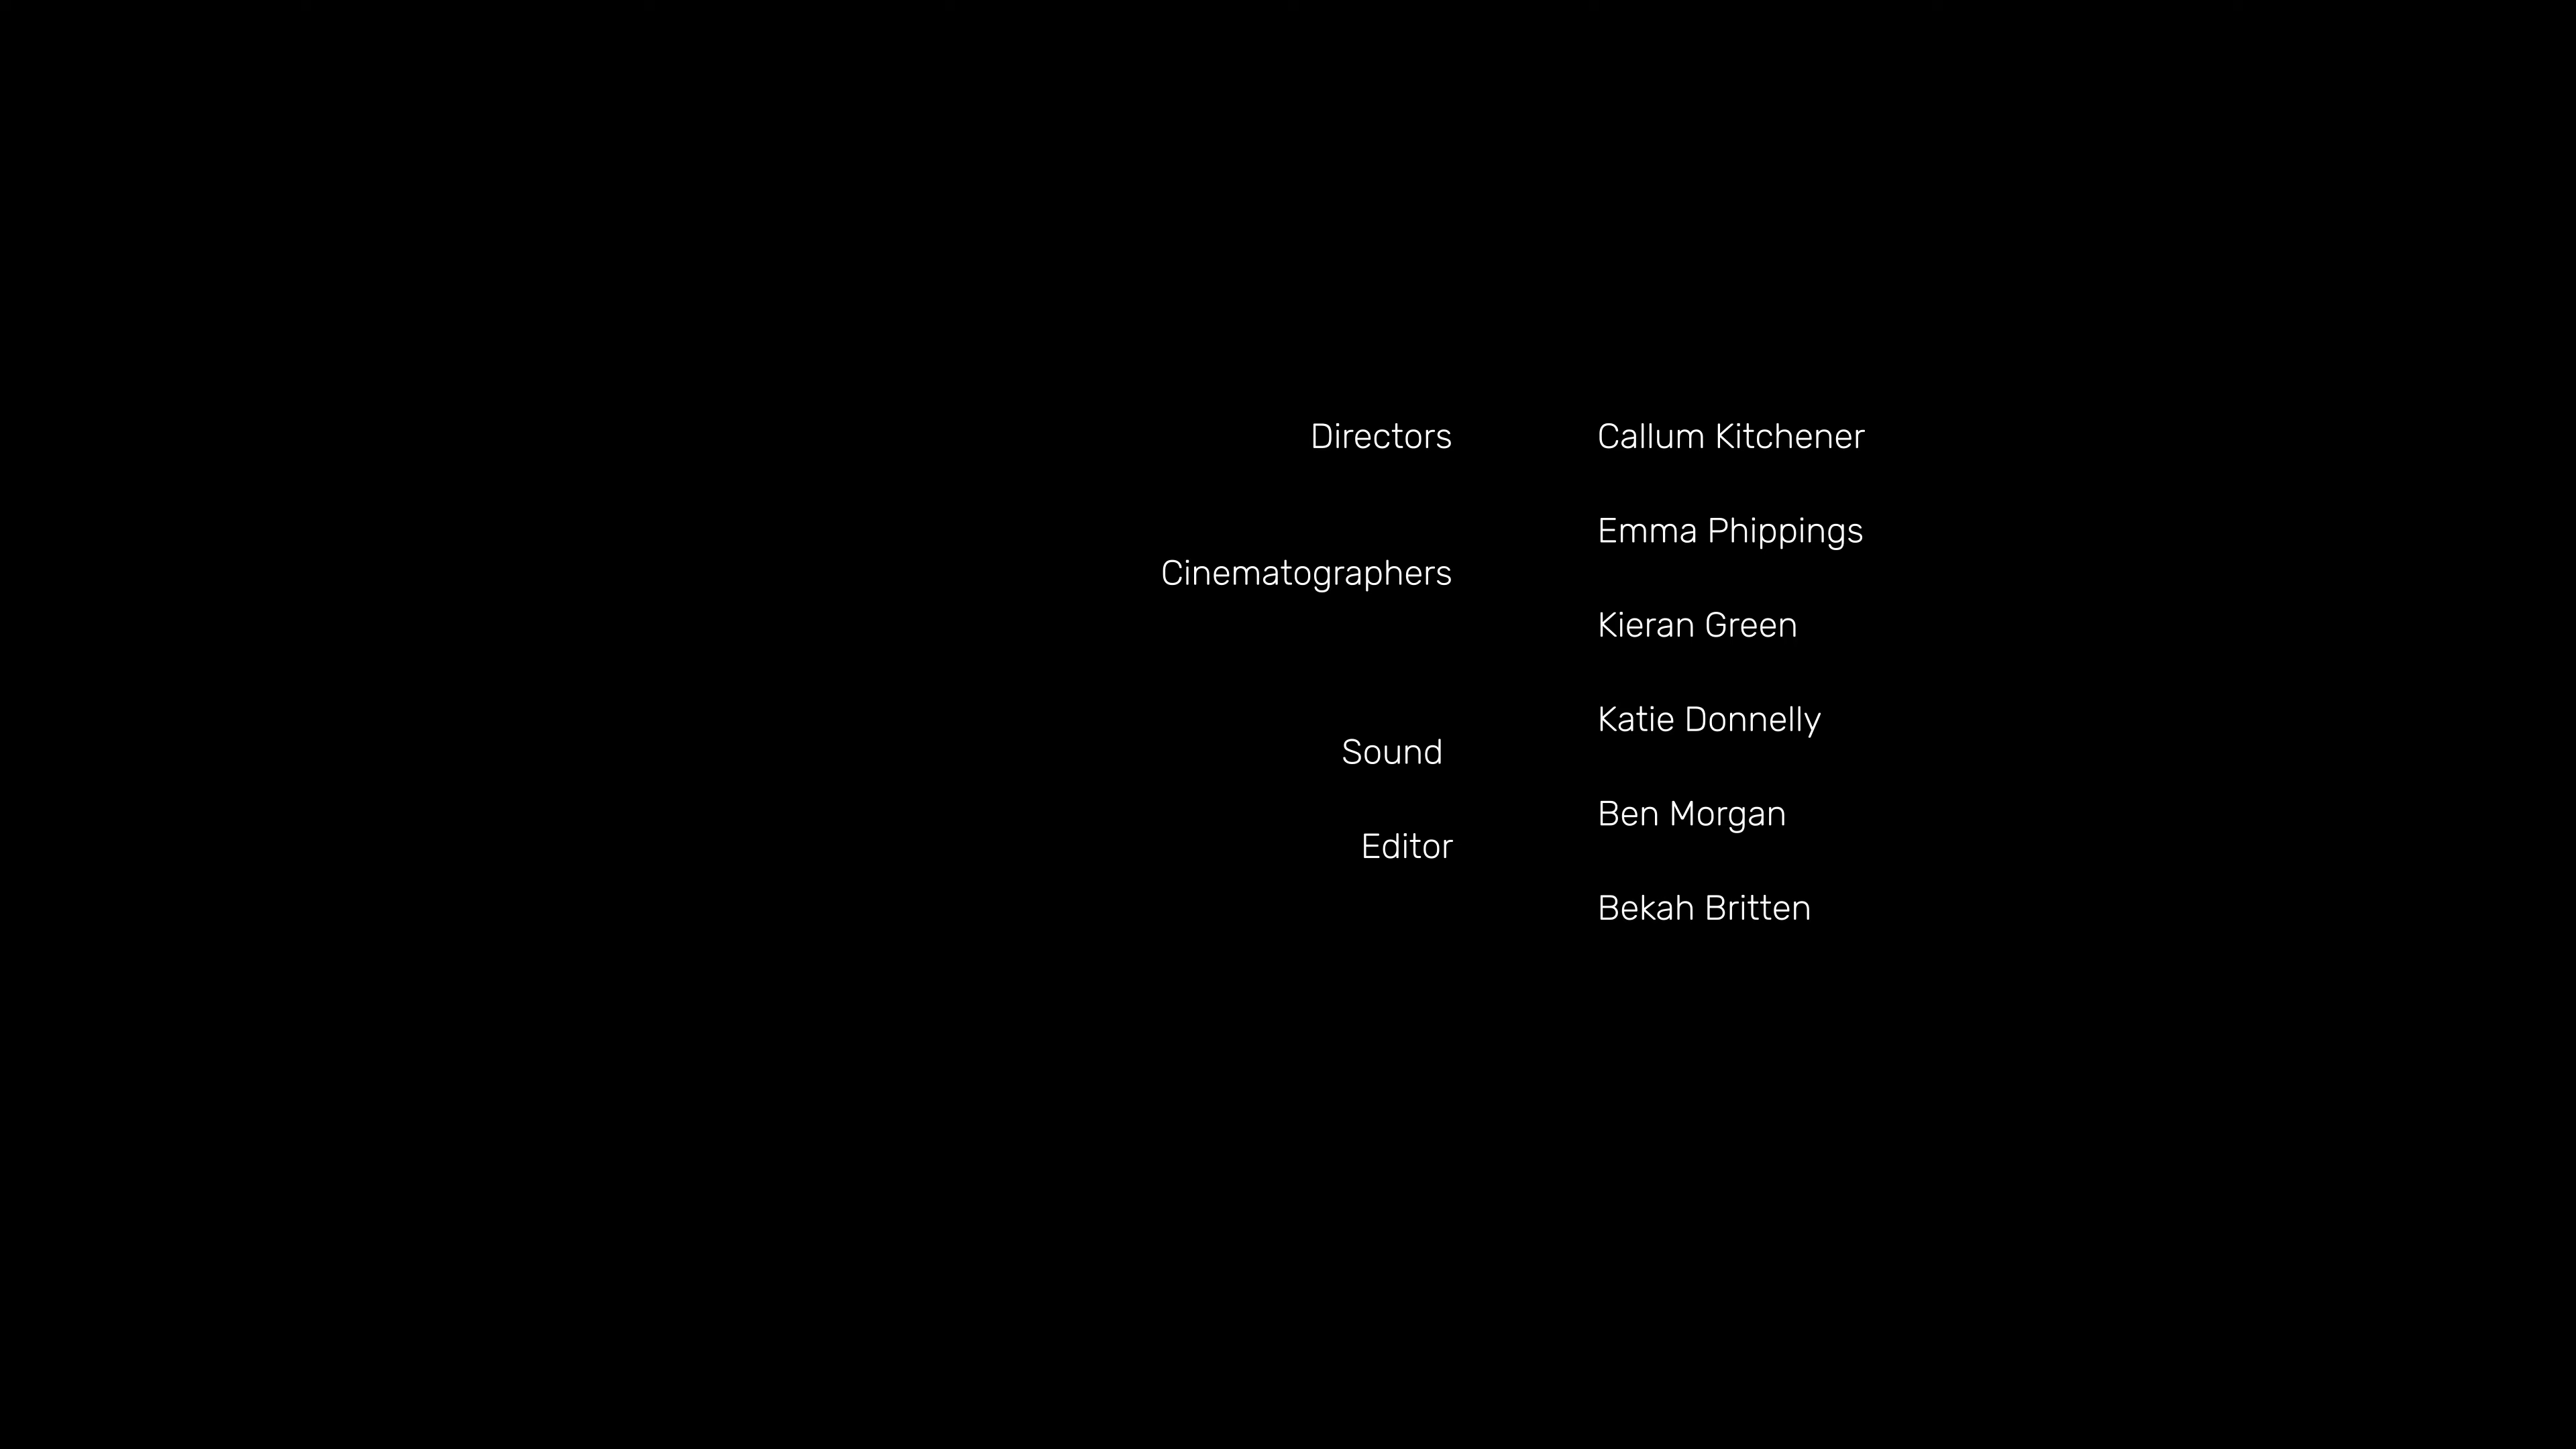 Directors
Callum Kitchener
Emma Phippings
Cinematographers
Kieran Green
Katie Donnelly
Sound
Ben Morgan
Editor
Bekah Britten